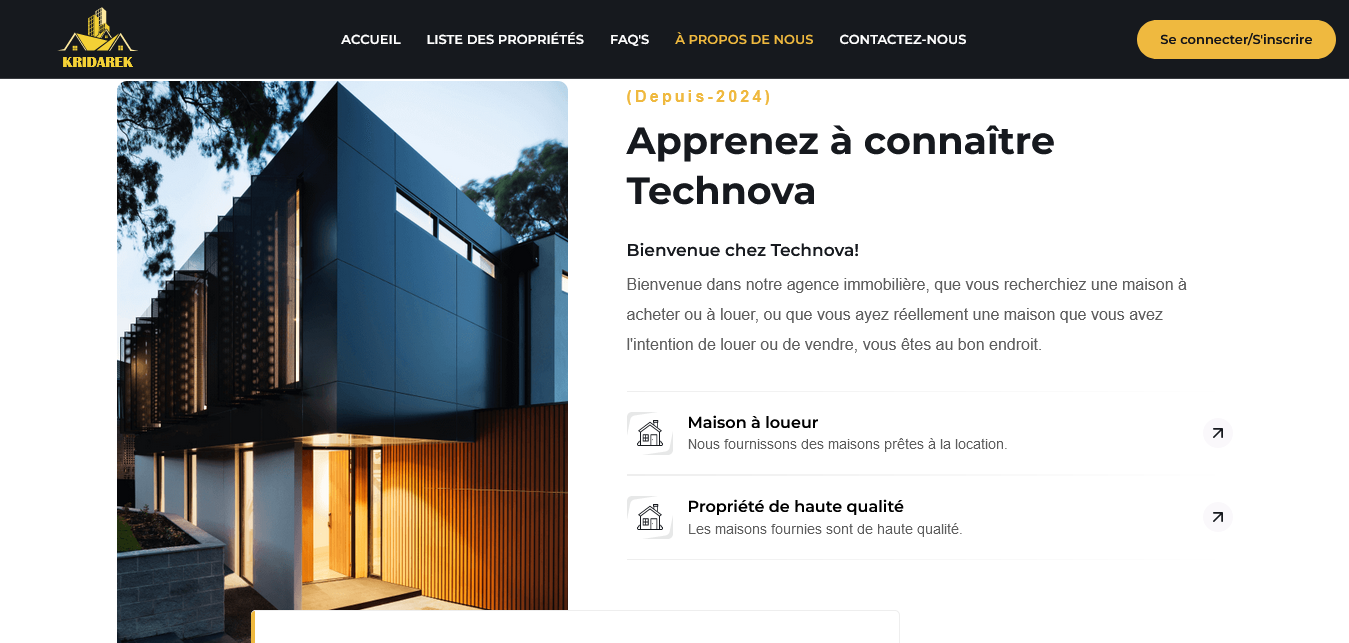 KRIDAREK
ACCUEIL
LISTE DES PROPRIÉTÉS
FAQ'S
À PROPOS DE NOUS
CONTACTEZ-NOUS
Se connecter/S'inscrire
(Depuis-2024)
Apprenez à connaître
Technova
Bienvenue chez Technova!
Bienvenue dans notre agence immobilière, que vous recherchiez une maison à
acheter ou à louer, ou que vous ayez réellement une maison que vous avez
l'intention de louer ou de vendre, vous êtes au bon endroit.
Maison à loueur
Nous fournissons des maisons prêtes à la location.
Propriété de haute qualité
Les maisons fournies sont de haute qualité.